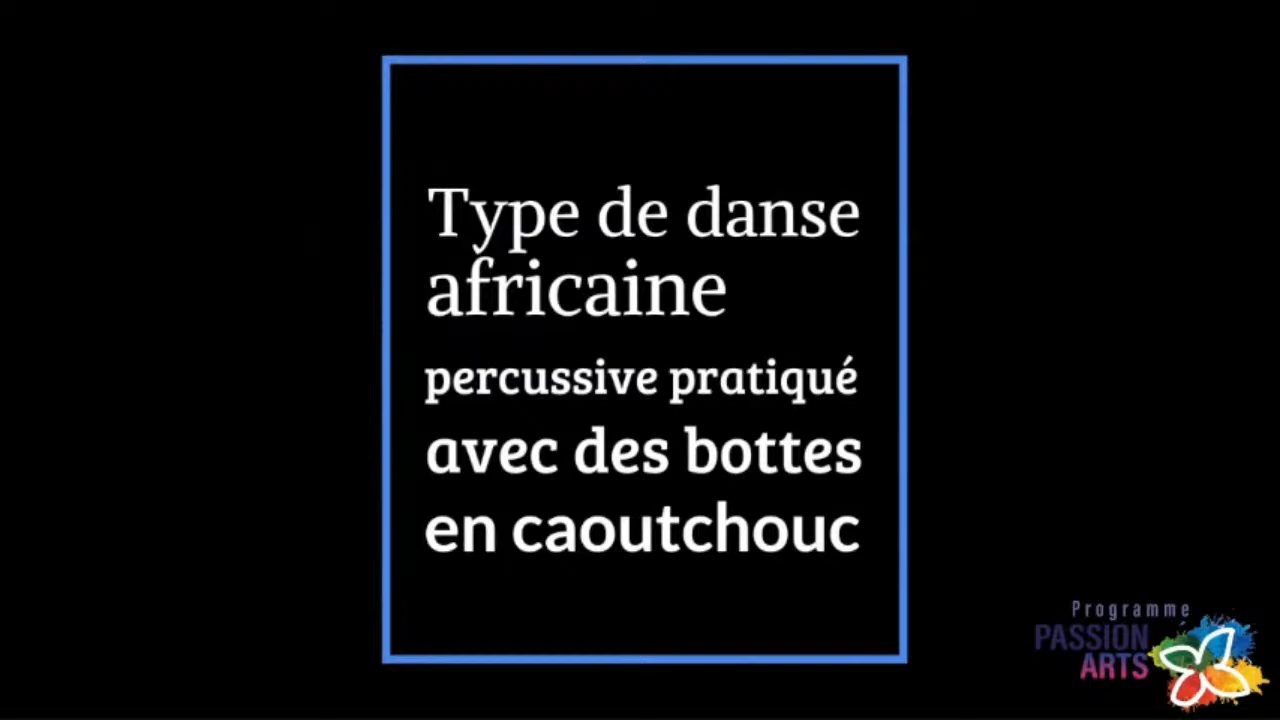 Type de danse
africaine
percussive pratiqué
avec des bottes
en caoutchouc
Programme
PASSION
ARTS